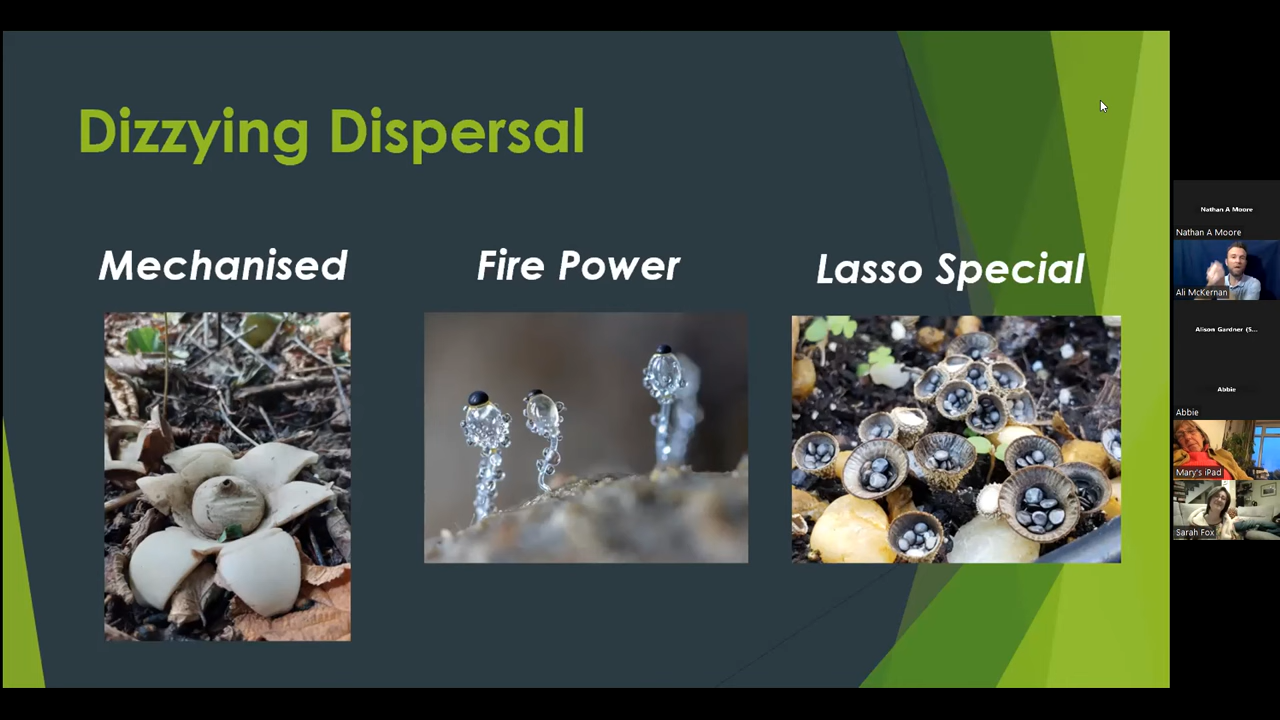 Dizzying Dispersal
Mechanised
Fire Power
Lasso Special
Nathan A Moore
Nathan A Moore
Ali McKernan
Alison Gardner (S...
Abbie
Abbie
Mary's iPad
Sarah Fox